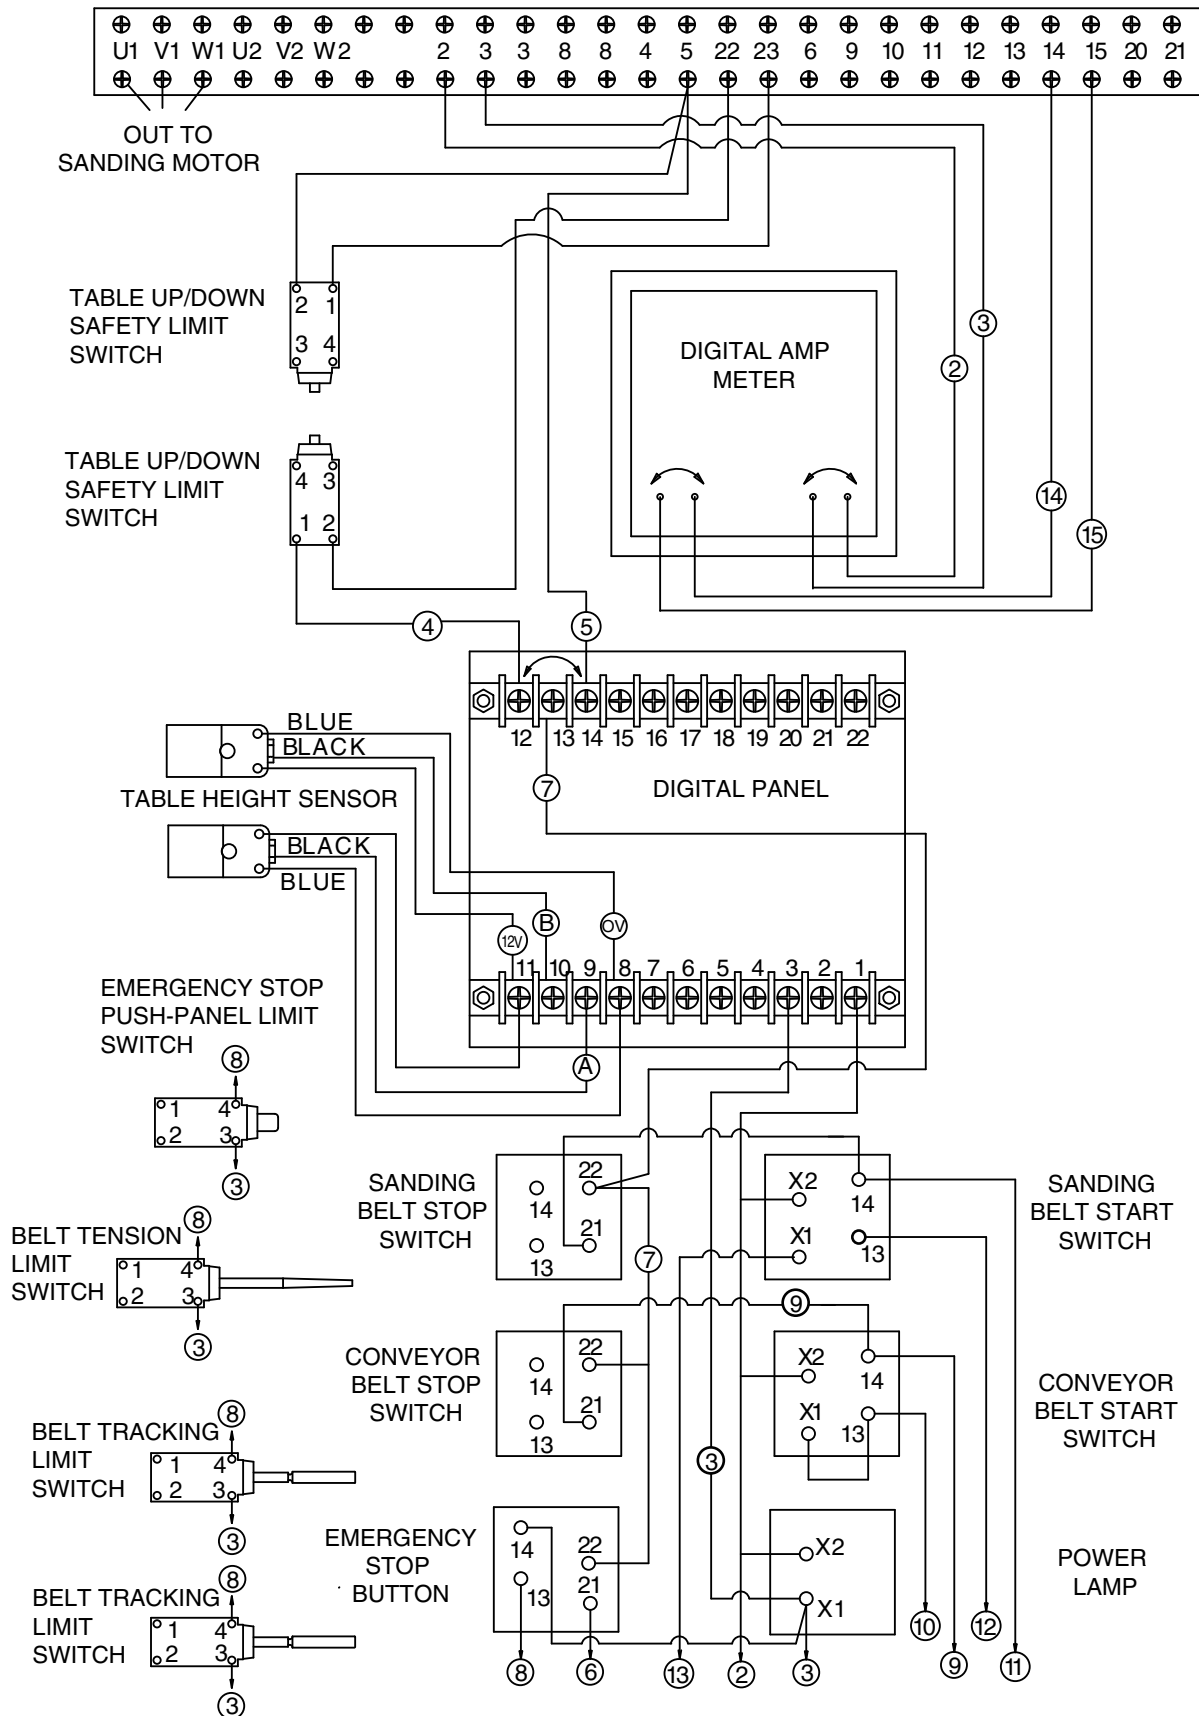 U1 V1 W1 U2 V2 W2 2 3 3 8 8 4 5 22 23 6 9 10 11 12 13 14 15 20 21
OUT TO
SANDING MOTOR
TABLE UP/DOWN
SAFETY LIMIT
SWITCH
2 1
3 4
DIGITAL AMP
METER
3
2
TABLE UP/DOWN
SAFETY LIMIT
SWITCH
4 3
1 2
14
15
4
5
12 13 14 15 16 17 18 19 20 21 22
BLUE
BLACK
TABLE HEIGHT SENSOR
7
DIGITAL PANEL
BLACK
BLUE
12V
B
OV
11 10 9 8 7 6 5 4 3 2 1
A
EMERGENCY STOP
PUSH-PANEL LIMIT
SWITCH
8
1 4
2 3
3
SANDING
BELT STOP
SWITCH
22
14
21
13
X2
14
X1
13
SANDING
BELT START
SWITCH
BELT TENSION
LIMIT
SWITCH
8
1 4
2 3
3
7
9
CONVEYOR
BELT STOP
SWITCH
22
14
21
13
X2
14
X1
13
CONVEYOR
BELT START
SWITCH
BELT TRACKING
LIMIT
SWITCH
8
1 4
2 3
3
3
EMERGENCY
STOP
BUTTON
14
22
13
21
X2
X1
POWER
LAMP
BELT TRACKING
LIMIT
SWITCH
8
1 4
2 3
3
8 6 13 2 3 10 9 12 11